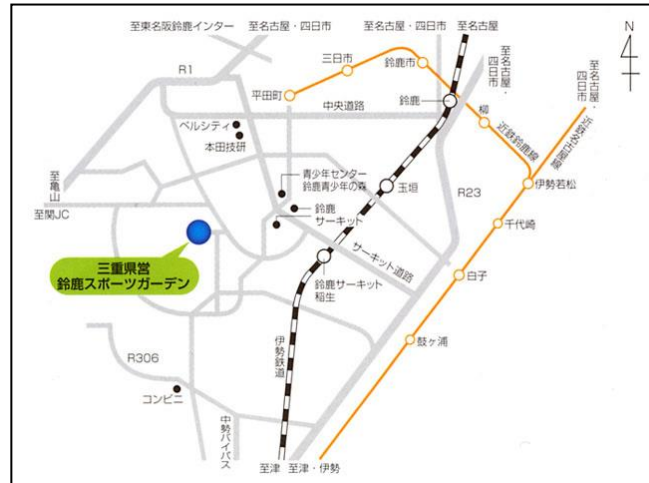 至東名阪鈴鹿インター
至名古屋・四日市
至名古屋・四日市
至名古屋
N
至名古屋・四日市
至名古屋・四日市
三日市
鈴鹿市
R1
平田町
鈴鹿
中央道路
柳
近鉄鈴鹿線
近鉄名古屋線
ベルシティ
本田技研
至亀山
青少年センター
鈴鹿青少年の森
玉垣
R23
伊勢若松
至関JC
鈴鹿
サーキット
千代崎
サーキット道路
三重県営
鈴鹿スポーツガーデン
鈴鹿サーキット
稲生
白子
伊勢鉄道
鼓ヶ浦
R306
コンビニ
中勢バイパス
至津
至津・伊勢